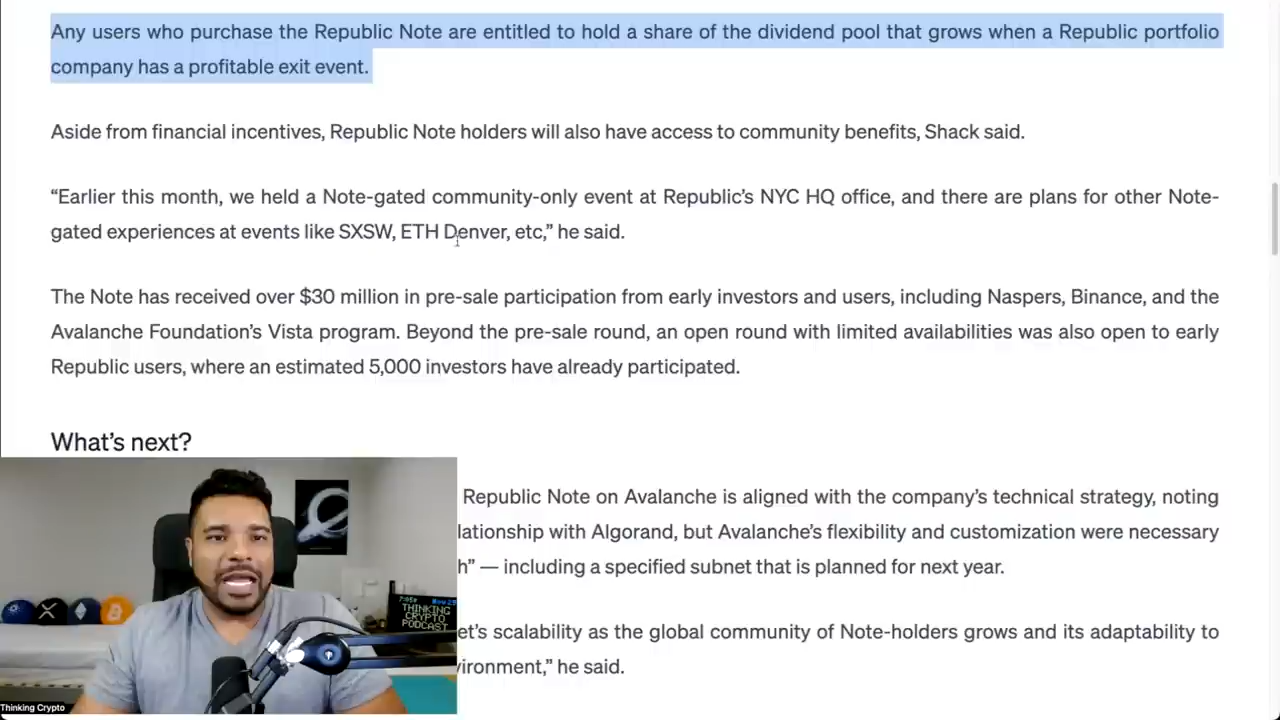 Any users who purchase the Republic Note are entitled to hold a share of the dividend pool that grows when a Republic portfolio
company has a profitable exit event.
Aside from financial incentives, Republic Note holders will also have access to community benefits, Shack said.
“Earlier this month, we held a Note-gated community-only event at Republic’s NYC HQ office, and there are plans for other Note-
gated experiences at events like SXSW, ETH Denver, etc,” he said.
The Note has received over $30 million in pre-sale participation from early investors and users, including Naspers, Binance, and the
Avalanche Foundation’s Vista program. Beyond the pre-sale round, an open round with limited availabilities was also open to early
Republic users, where an estimated 5,000 investors have already participated.
What’s next?
Republic Note on Avalanche is aligned with the company’s technical strategy, noting
lationship with Algorand, but Avalanche’s flexibility and customization were necessary
h” — including a specified subnet that is planned for next year.
et’s scalability as the global community of Note-holders grows and its adaptability to
vironment,” he said.
THINKING
CRYPTO
PODCAST
Thinking Crypto